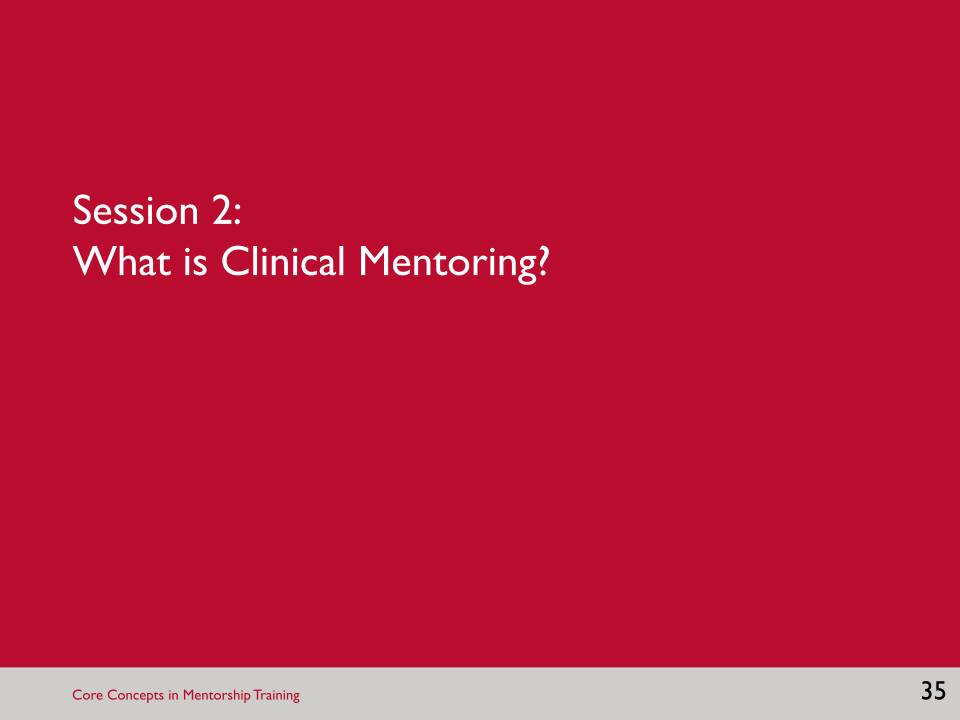 Session 2:
What is Clinical Mentoring?
Core Concepts in Mentorship Training
35